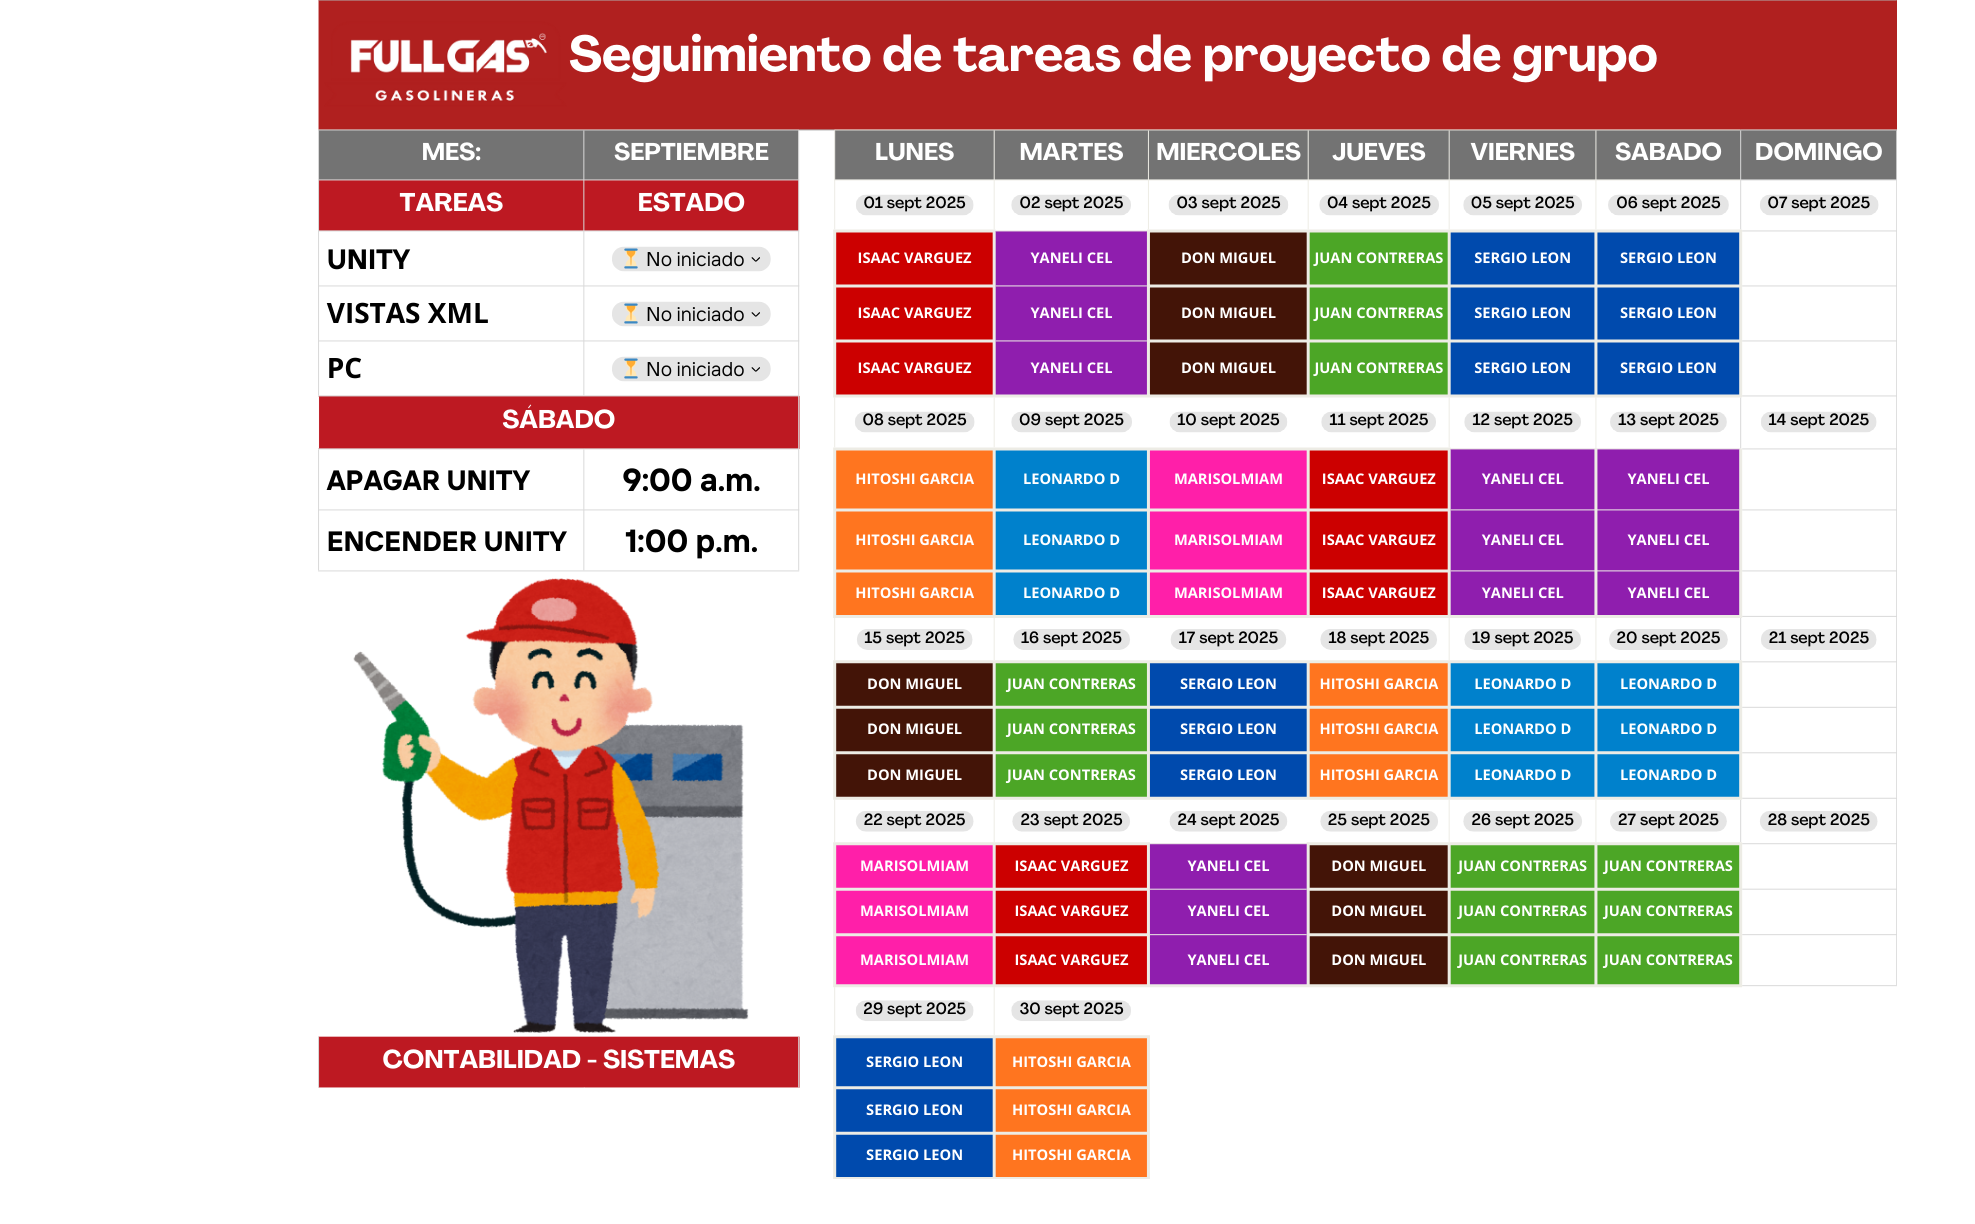 FULLGAS Seguimiento de tareas de proyecto de grupo
GASOLINERAS
MES: SEPTIEMBRE LUNES MARTES MIERCOLES JUEVES VIERNES SABADO DOMINGO
TAREAS ESTADO 01 sept 2025 02 sept 2025 03 sept 2025 04 sept 2025 05 sept 2025 06 sept 2025 07 sept 2025
UNITY No iniciado ISAAC VARGUEZ YANELI CEL DON MIGUEL JUAN CONTRERAS SERGIO LEON SERGIO LEON
VISTAS XML No iniciado ISAAC VARGUEZ YANELI CEL DON MIGUEL JUAN CONTRERAS SERGIO LEON SERGIO LEON
PC No iniciado ISAAC VARGUEZ YANELI CEL DON MIGUEL JUAN CONTRERAS SERGIO LEON SERGIO LEON
SÁBADO 08 sept 2025 09 sept 2025 10 sept 2025 11 sept 2025 12 sept 2025 13 sept 2025 14 sept 2025
APAGAR UNITY 9:00 a.m. HITOSHI GARCIA LEONARDO D MARISOLMIAM ISAAC VARGUEZ YANELI CEL YANELI CEL
ENCENDER UNITY 1:00 p.m. HITOSHI GARCIA LEONARDO D MARISOLMIAM ISAAC VARGUEZ YANELI CEL YANELI CEL
HITOSHI GARCIA LEONARDO D MARISOLMIAM ISAAC VARGUEZ YANELI CEL YANELI CEL
15 sept 2025 16 sept 2025 17 sept 2025 18 sept 2025 19 sept 2025 20 sept 2025 21 sept 2025
DON MIGUEL JUAN CONTRERAS SERGIO LEON HITOSHI GARCIA LEONARDO D LEONARDO D
DON MIGUEL JUAN CONTRERAS SERGIO LEON HITOSHI GARCIA LEONARDO D LEONARDO D
DON MIGUEL JUAN CONTRERAS SERGIO LEON HITOSHI GARCIA LEONARDO D LEONARDO D
22 sept 2025 23 sept 2025 24 sept 2025 25 sept 2025 26 sept 2025 27 sept 2025 28 sept 2025
MARISOLMIAM ISAAC VARGUEZ YANELI CEL DON MIGUEL JUAN CONTRERAS JUAN CONTRERAS
MARISOLMIAM ISAAC VARGUEZ YANELI CEL DON MIGUEL JUAN CONTRERAS JUAN CONTRERAS
MARISOLMIAM ISAAC VARGUEZ YANELI CEL DON MIGUEL JUAN CONTRERAS JUAN CONTRERAS
29 sept 2025 30 sept 2025
CONTABILIDAD - SISTEMAS SERGIO LEON HITOSHI GARCIA
SERGIO LEON HITOSHI GARCIA
SERGIO LEON HITOSHI GARCIA